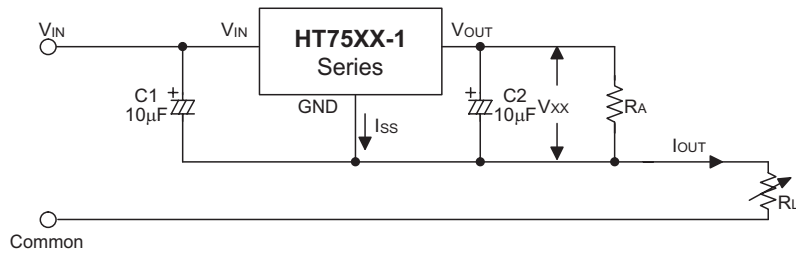 VIN
VIN
HT75XX-1
Series
VOUT
GND
C1
10μF
+
ISS
C2
10μF
+
VXX
RA
IOUT
RL
Common